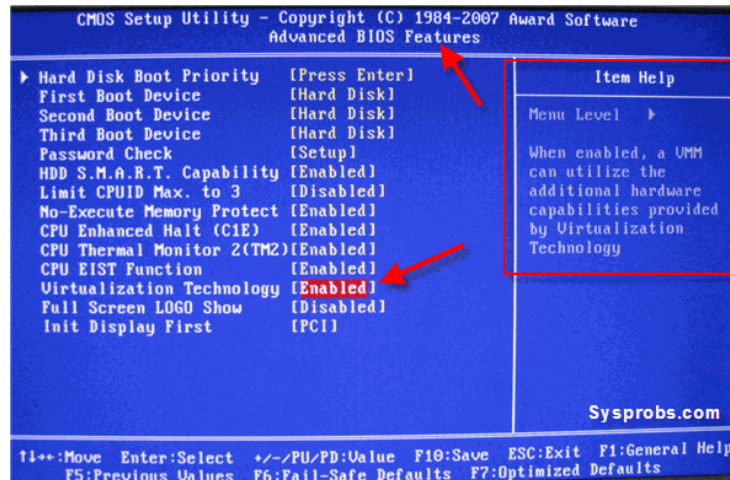 CMOS Setup Utility - Copyright (C) 1984-2007 Award Software
Advanced BIOS Features
Hard Disk Boot Priority [Press Enter]
First Boot Device [Hard Disk]
Second Boot Device [Hard Disk]
Third Boot Device [Hard Disk]
Password Check [Setup]
HDD S.M.A.R.T. Capability [Enabled]
Limit CPUID Max. to 3 [Disabled]
No-Execute Memory Protect [Enabled]
CPU Enhanced Halt (C1E) [Enabled]
CPU Thermal Monitor 2(TM2)[Enabled]
CPU EIST Function [Enabled]
Virtualization Technology [Enabled]
Full Screen LOGO Show [Disabled]
Init Display First [PCI]
Item Help
Menu Level ▶
When enabled, a VMM
can utilize the
additional hardware
capabilities provided
by Virtualization
Technology
Sysprobs.com
↑↓→←:Move Enter:Select +/-/PU/PD:Value F10:Save ESC:Exit F1:General Help
F5:Previous Values F6:Fail-Safe Defaults F7:Optimized Defaults